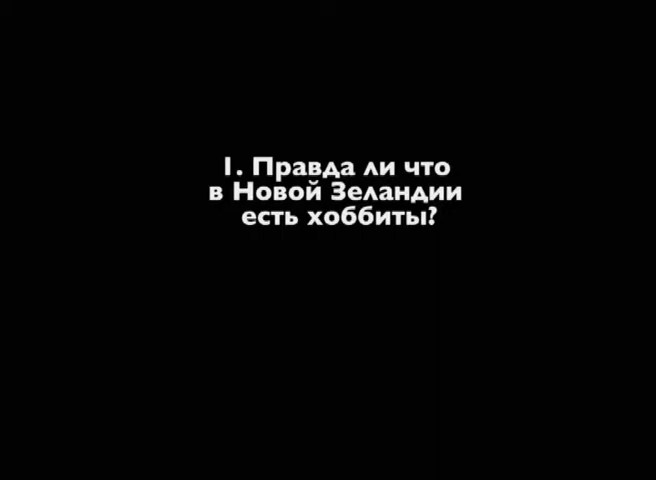 1. Правда ли что
в Новой Зеландии
есть хоббиты?